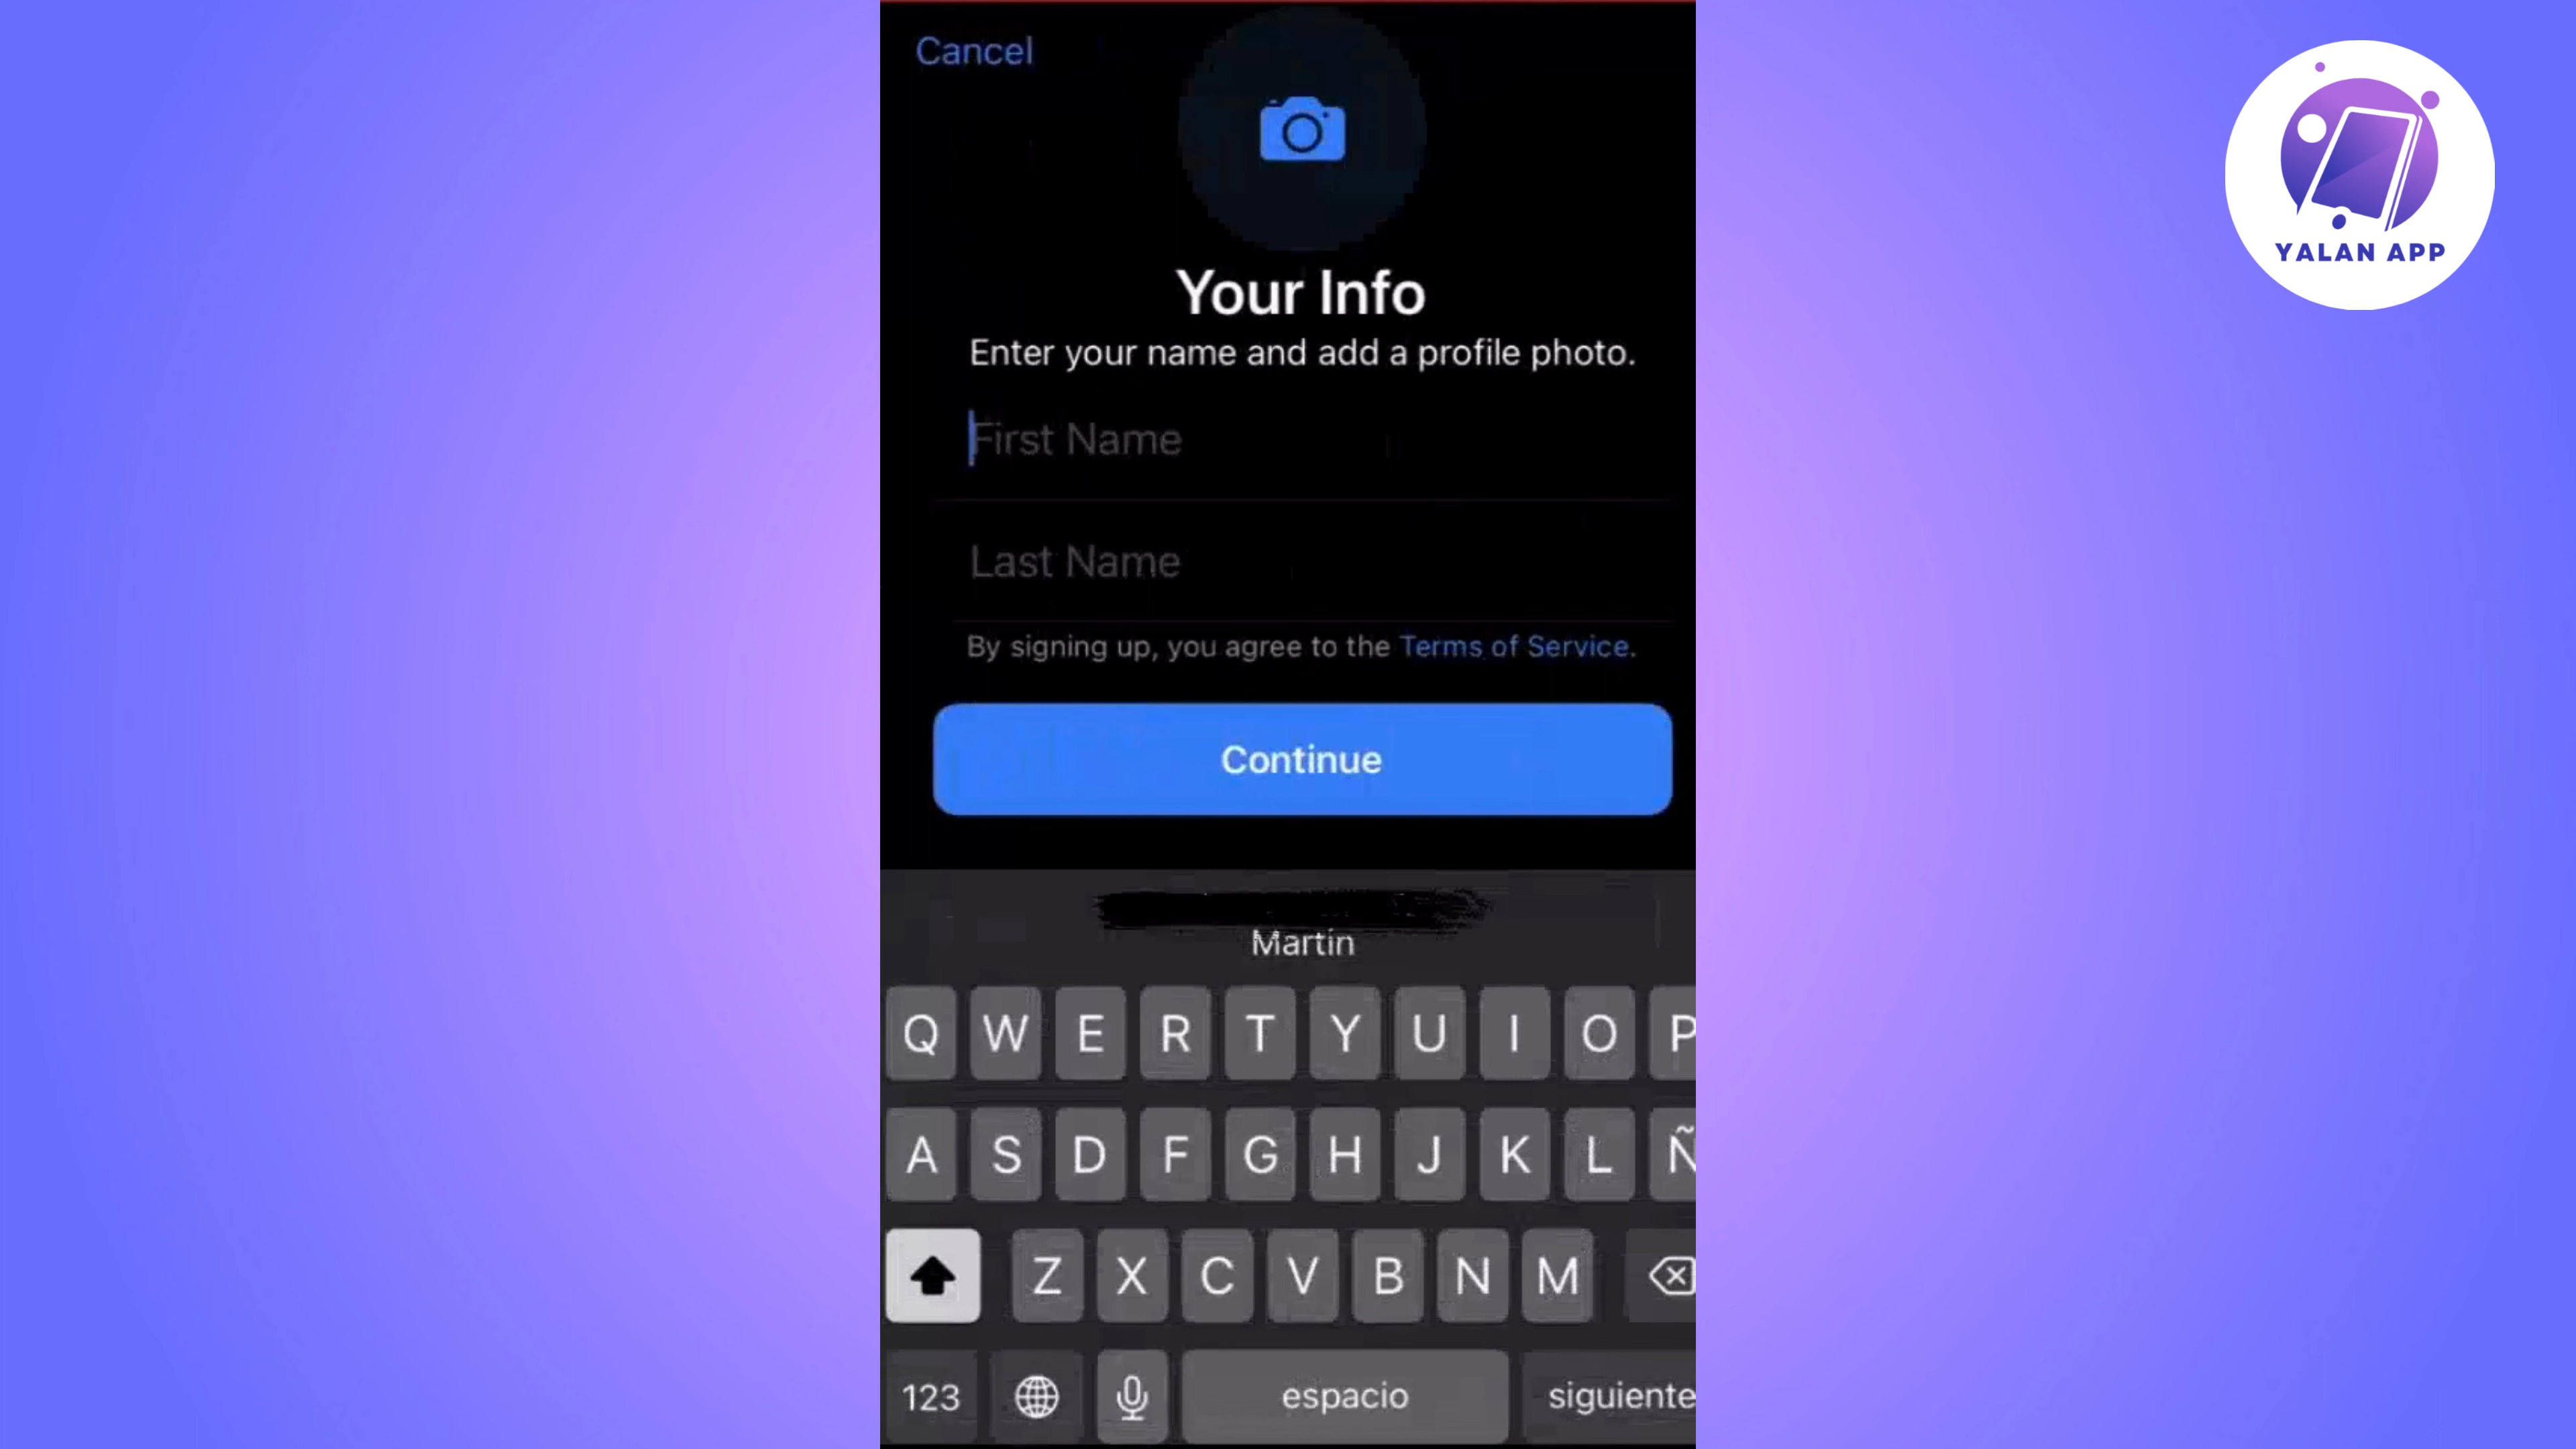 Cancel
YALAN APP
Your Info
Enter your name and add a profile photo.
First Name
Last Name
By signing up, you agree to the Terms of Service.
Continue
Martín
Q W E R T Y U I O P
A S D F G H J K L Ñ
Z X C V B N M
123 espacio siguiente